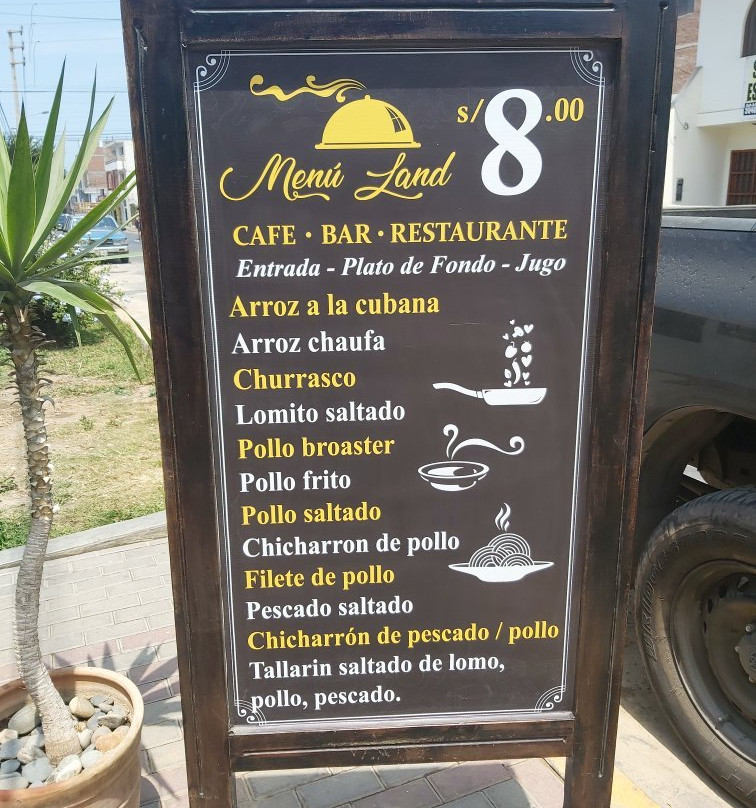 Menú Land
s/8.00
CAFE · BAR · RESTAURANTE
Entrada - Plato de Fondo - Jugo
Arroz a la cubana
Arroz chaufa
Churrasco
Lomito saltado
Pollo broaster
Pollo frito
Pollo saltado
Chicharron de pollo
Filete de pollo
Pescado saltado
Chicharrón de pescado / pollo
Tallarin saltado de lomo,
pollo, pescado.